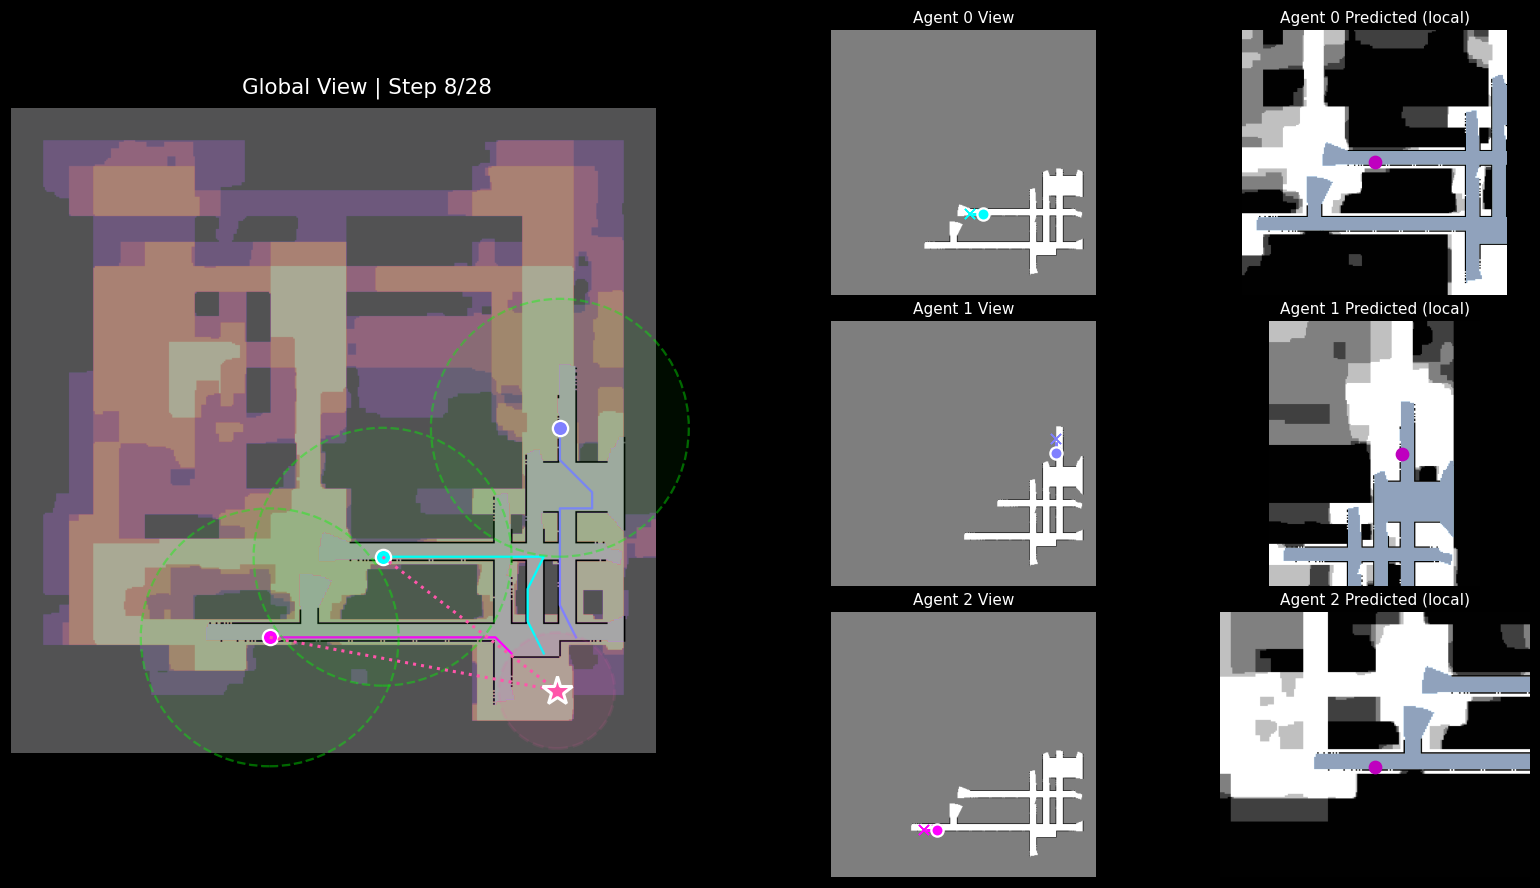 Global View | Step 8/28
Agent 0 View
Agent 0 Predicted (local)
Agent 1 View
Agent 1 Predicted (local)
Agent 2 View
Agent 2 Predicted (local)